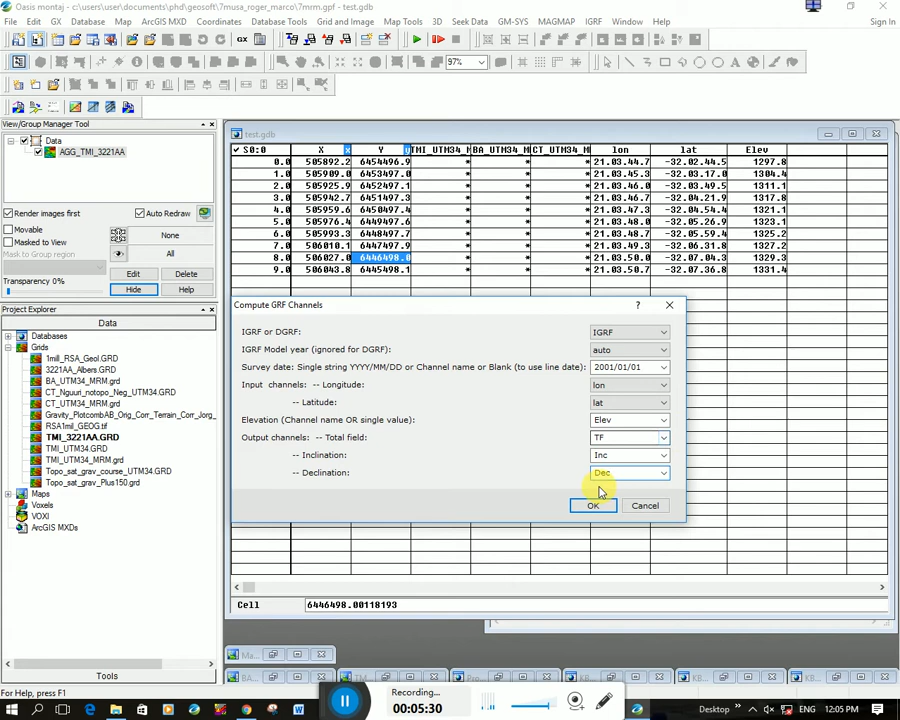 Oasis montaj - c:\users\user\documents\phd\geosoft\7musa_roger_marco\7mrm.gpf - test.gdb
File Edit GX Database Map ArcGIS MXD Coordinates Database Tools Grid and Image Map Tools 3D Seek Data GM-SYS MAGMAP IGRF Window Help Sign In
GX
97%
View/Group Manager Tool
Data
AGG_TMI_3221AA
Render images first Auto Redraw
Movable None
Masked to View
Mask to Group region All
Transparency 0%
Edit Delete
Hide Help
Project Explorer
Data
Databases
Grids
1mill_RSA_Geol.GRD
3221AA_Albers.GRD
BA_UTM34_MRM.grd
CT_Nguuri_notopo_Neg_UTM34.GRD
CT_UTM34_MRM.grd
Gravity_PlotcombAB_Orig_Corr_Terrain_Corr_Jorg_
RSA1mil_GEOG.tif
TMI_3221AA.GRD
TMI_UTM34.GRD
TMI_UTM34_MRM.grd
Topo_sat_grav_course_UTM34.GRD
Topo_sat_grav_Plus150.grd
Maps
Voxels
VOXI
ArcGIS MXDs
Tools
test.gdb
S0:0 X x Y y TMI_UTM34_M BA_UTM34_M CT_UTM34_M lon lat Elev
0.0 505892.2 6454496.9 * * * 21.03.44.7 -32.02.44.5 1297.8
1.0 505909.0 6453497.0 * * * 21.03.45.3 -32.03.17.0 1304.4
2.0 505925.9 6452497.1 * * * 21.03.46.0 -32.03.49.5 1311.1
3.0 505942.7 6451497.3 * * * 21.03.46.7 -32.04.21.9 1317.8
4.0 505959.6 6450497.4 * * * 21.03.47.3 -32.04.54.4 1321.1
5.0 505976.4 6449497.6 * * * 21.03.48.0 -32.05.26.9 1323.1
6.0 505993.3 6448497.7 * * * 21.03.48.6 -32.05.59.4 1325.2
7.0 506010.1 6447497.9 * * * 21.03.49.3 -32.06.31.8 1327.2
8.0 506027.0 6446498.0 * * * 21.03.50.0 -32.07.04.3 1329.3
9.0 506043.8 6445498.1 * * * 21.03.50.7 -32.07.36.8 1331.4
Compute GRF Channels ?
IGRF or DGRF: IGRF
IGRF Model year (ignored for DGRF): auto
Survey date: Single string YYYY/MM/DD or Channel name or Blank (to use line date): 2001/01/01
Input channels: -- Longitude: lon
-- Latitude: lat
Elevation (Channel name OR single value): Elev
Output channels: -- Total field: TF
-- Inclination: Inc
-- Declination: Dec
OK Cancel
Cell 6446498.00118193
Ma...
BA... TM... Pro... KB... KB... KB...
For Help, press F1
Recording...
00:05:30
Desktop 12:05 PM